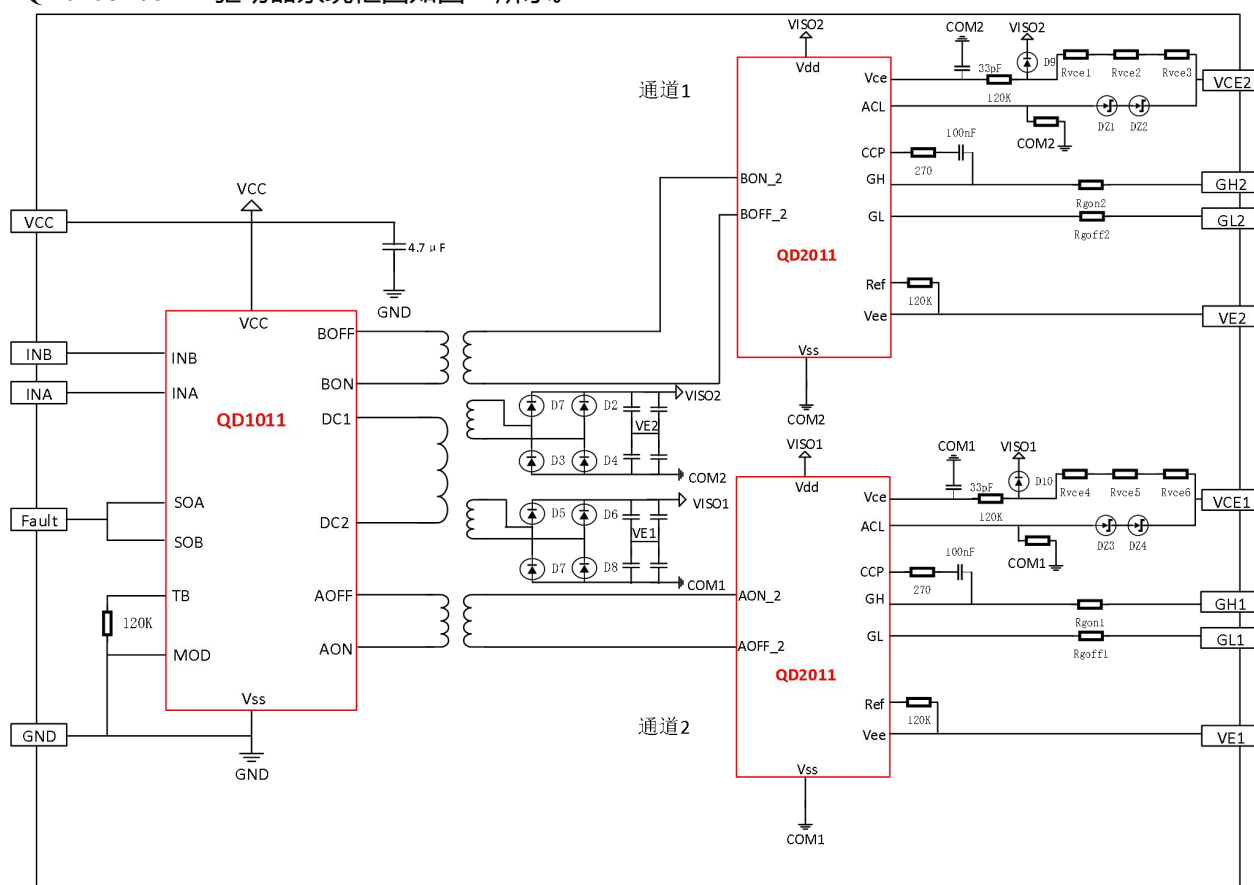 VISO2
COM2
VISO2
Vdd
D9
通道1
Vce
33pF
Rvce1
Rvce2
Rvce3
VCE2
120K
ACL
DZ1
DZ2
COM2
100nF
CCP
270
BON_2
GH
GH2
Rgon2
VCC
BOFF_2
GL
GL2
VCC
Rgoff2
4.7 μF
QD2011
Ref
120K
GND
VCC
Vee
VE2
BOFF
INB
INB
Vss
BON
INA
INA
COM2
QD1011
DC1
D7
D2
VISO2
VE2
D3
D4
COM2
VISO1
COM1
VISO1
Vdd
D10
Vce
33pF
Rvce4
Rvce5
Rvce6
VCE1
SOA
VISO1
D5
D6
120K
Fault
DC2
VE1
ACL
DZ3
DZ4
SOB
COM1
D7
D8
100nF
COM1
CCP
270
TB
AOFF
AON_2
GH
GH1
Rgon1
120K
GL
GL1
MOD
AON
AOFF_2
Rgoff1
QD2011
Vss
Ref
通道2
120K
GND
Vee
VE1
GND
Vss
COM1